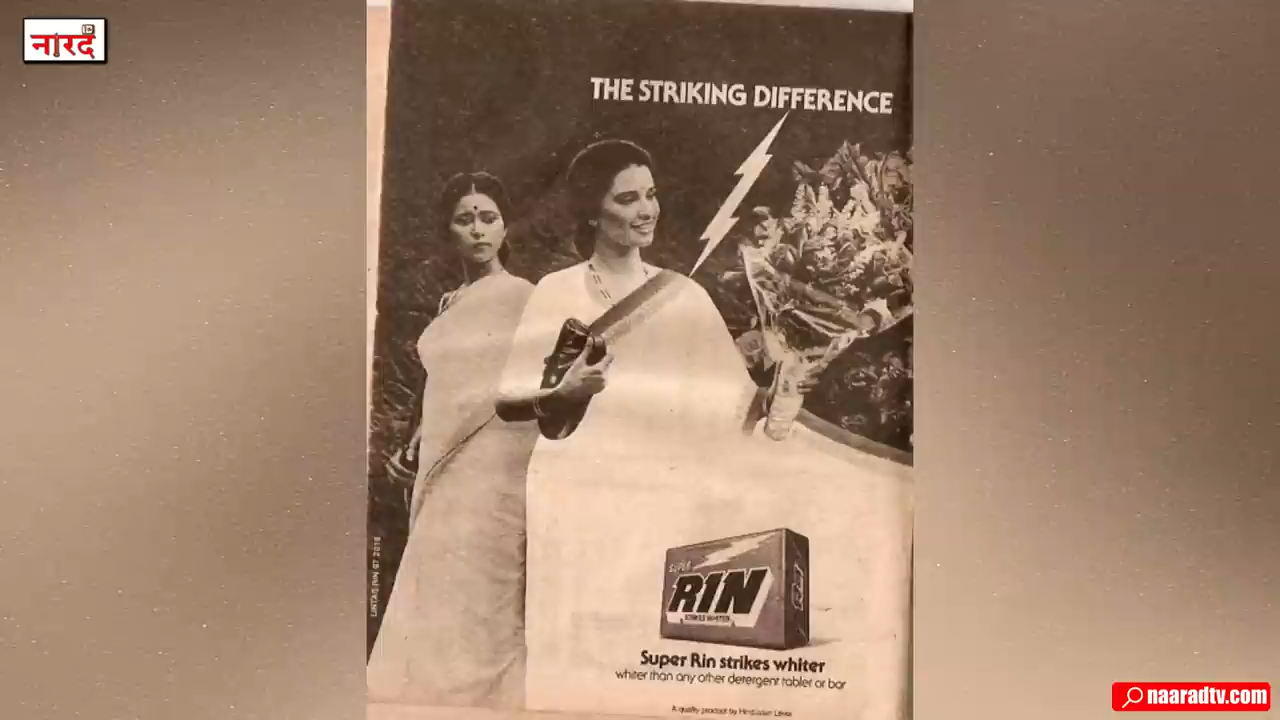 नारद
THE STRIKING DIFFERENCE
SUPER
RIN
STRIKES WHITER
Super Rin strikes whiter
whiter than any other detergent tablet or bar
A quality product by Hindustan Lever
naaradtv.com